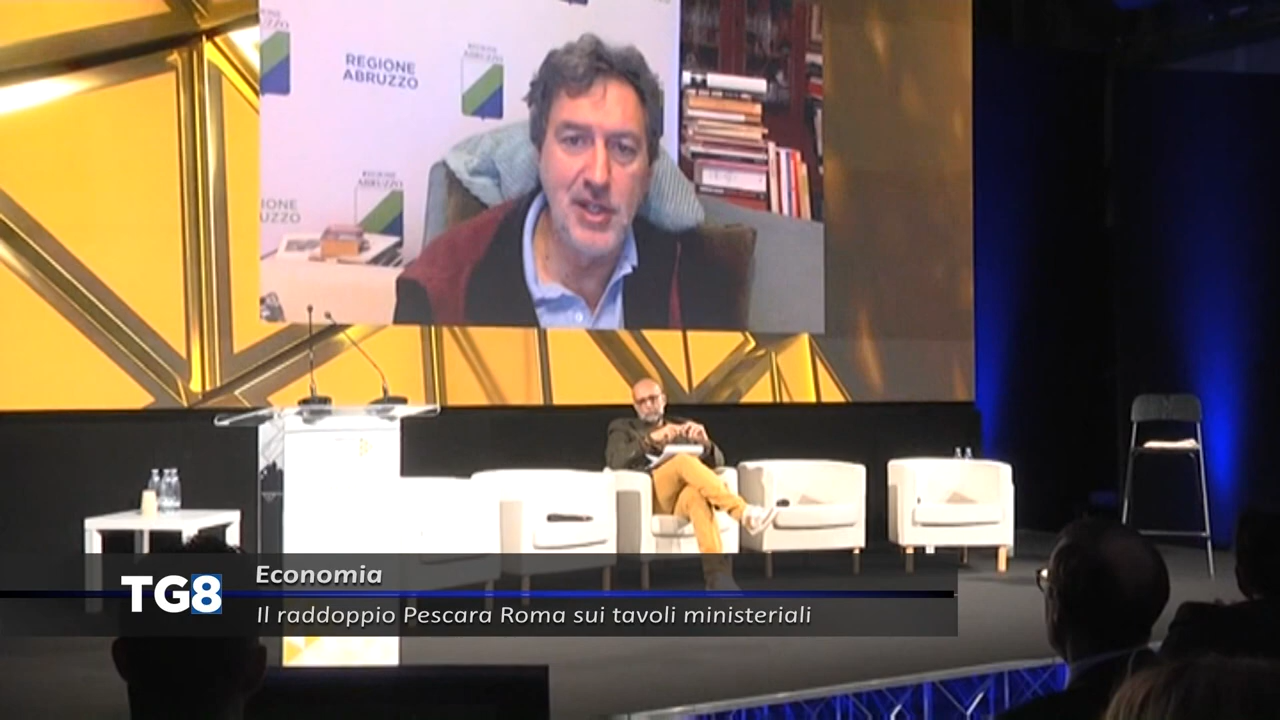 REGIONE
ABRUZZO
REGIONE
ABRUZZO
REGIONE
ABRUZZO
IONE
UZZO
TG8
Economia
Il raddoppio Pescara Roma sui tavoli ministeriali